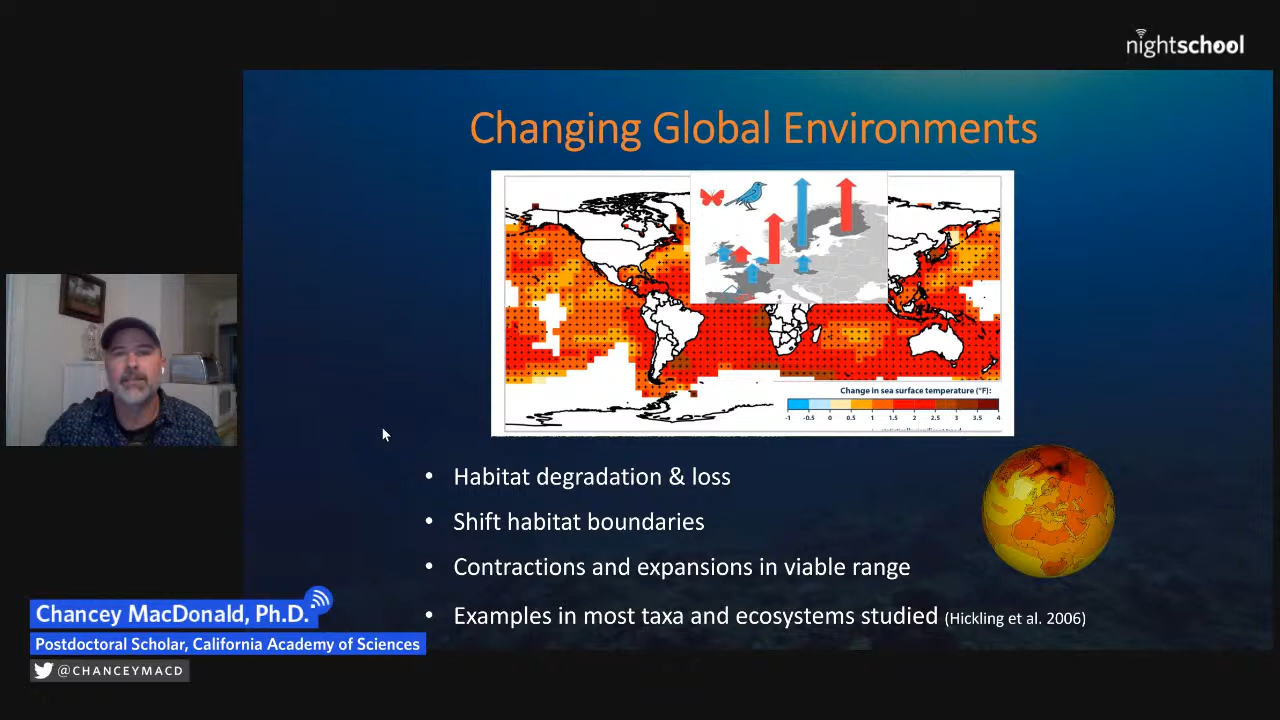 nightschool
Changing Global Environments
Change in sea surface temperature (°F):
-1 -0.5 0 0.5 1 1.5 2 2.5 3 3.5 4
• Habitat degradation & loss
• Shift habitat boundaries
• Contractions and expansions in viable range
• Examples in most taxa and ecosystems studied (Hickling et al. 2006)
Chancey MacDonald, Ph.D.
Postdoctoral Scholar, California Academy of Sciences
@CHANCEYMACD